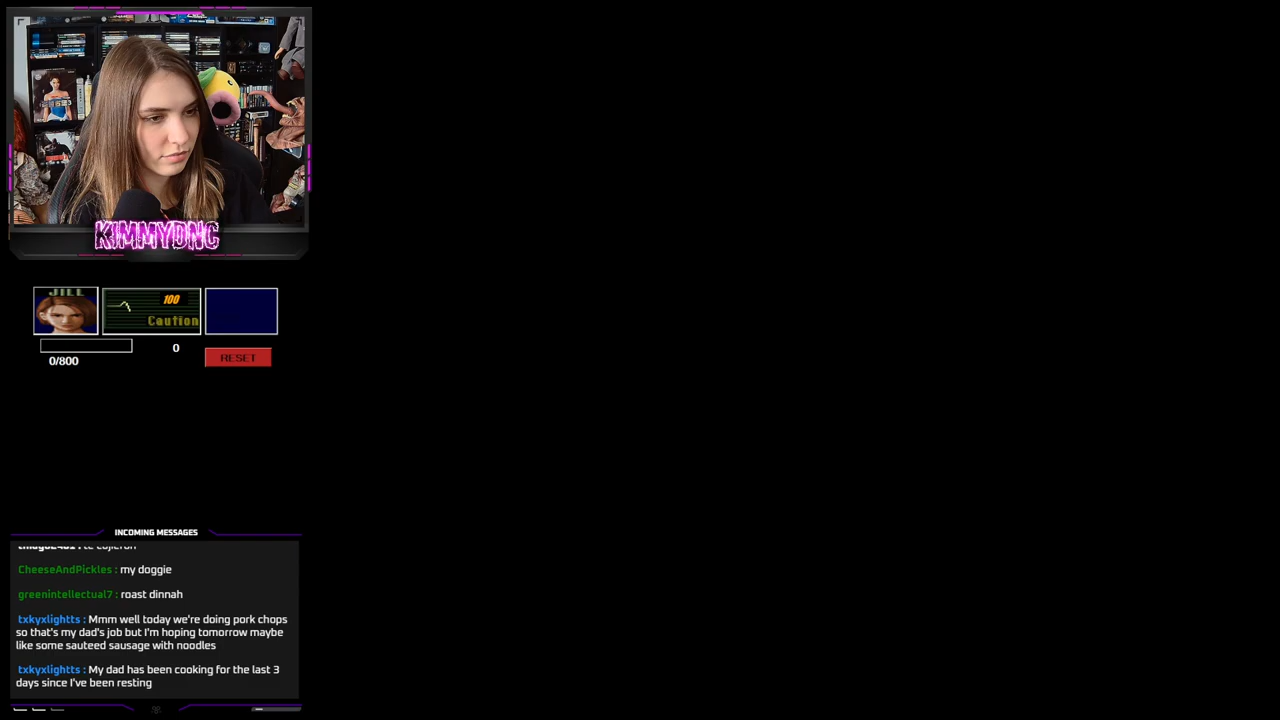 KIMMYDNC
JILL
100
Caution
0/800
0
RESET
INCOMING MESSAGES
CheeseAndPickles : my doggie
greenintellectual7 : roast dinnah
txkyxlightts : Mmm well today we're doing pork chops
so that's my dad's job but I'm hoping tomorrow maybe
like some sauteed sausage with noodles
txkyxlightts : My dad has been cooking for the last 3
days since I've been resting